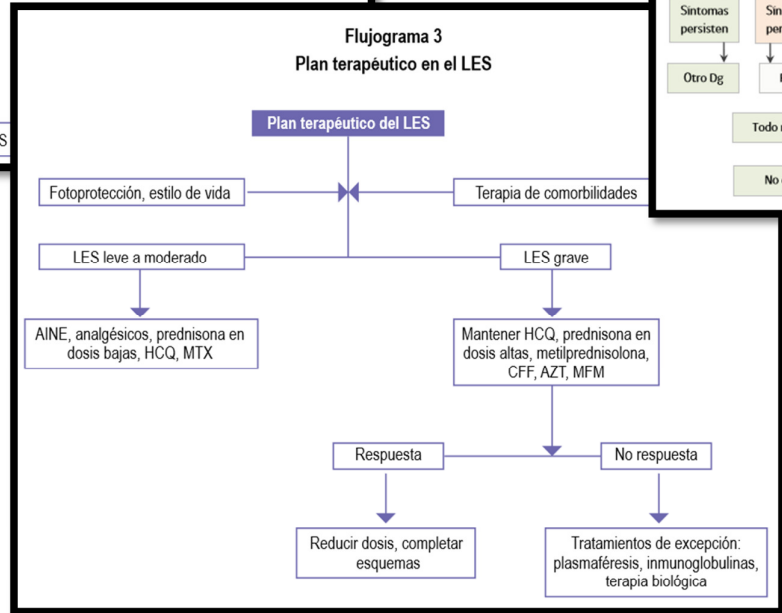 Flujograma 3
Plan terapéutico en el LES
Plan terapéutico del LES
Fotoprotección, estilo de vida
Terapia de comorbilidades
LES leve a moderado
LES grave
AINE, analgésicos, prednisona en
dosis bajas, HCQ, MTX
Mantener HCQ, prednisona en
dosis altas, metilprednisolona,
CFF, AZT, MFM
Respuesta
No respuesta
Reducir dosis, completar
esquemas
Tratamientos de excepción:
plasmaféresis, inmunoglobulinas,
terapia biológica
S
Síntomas
persisten
Sín
per
Otro Dg
Todo
No